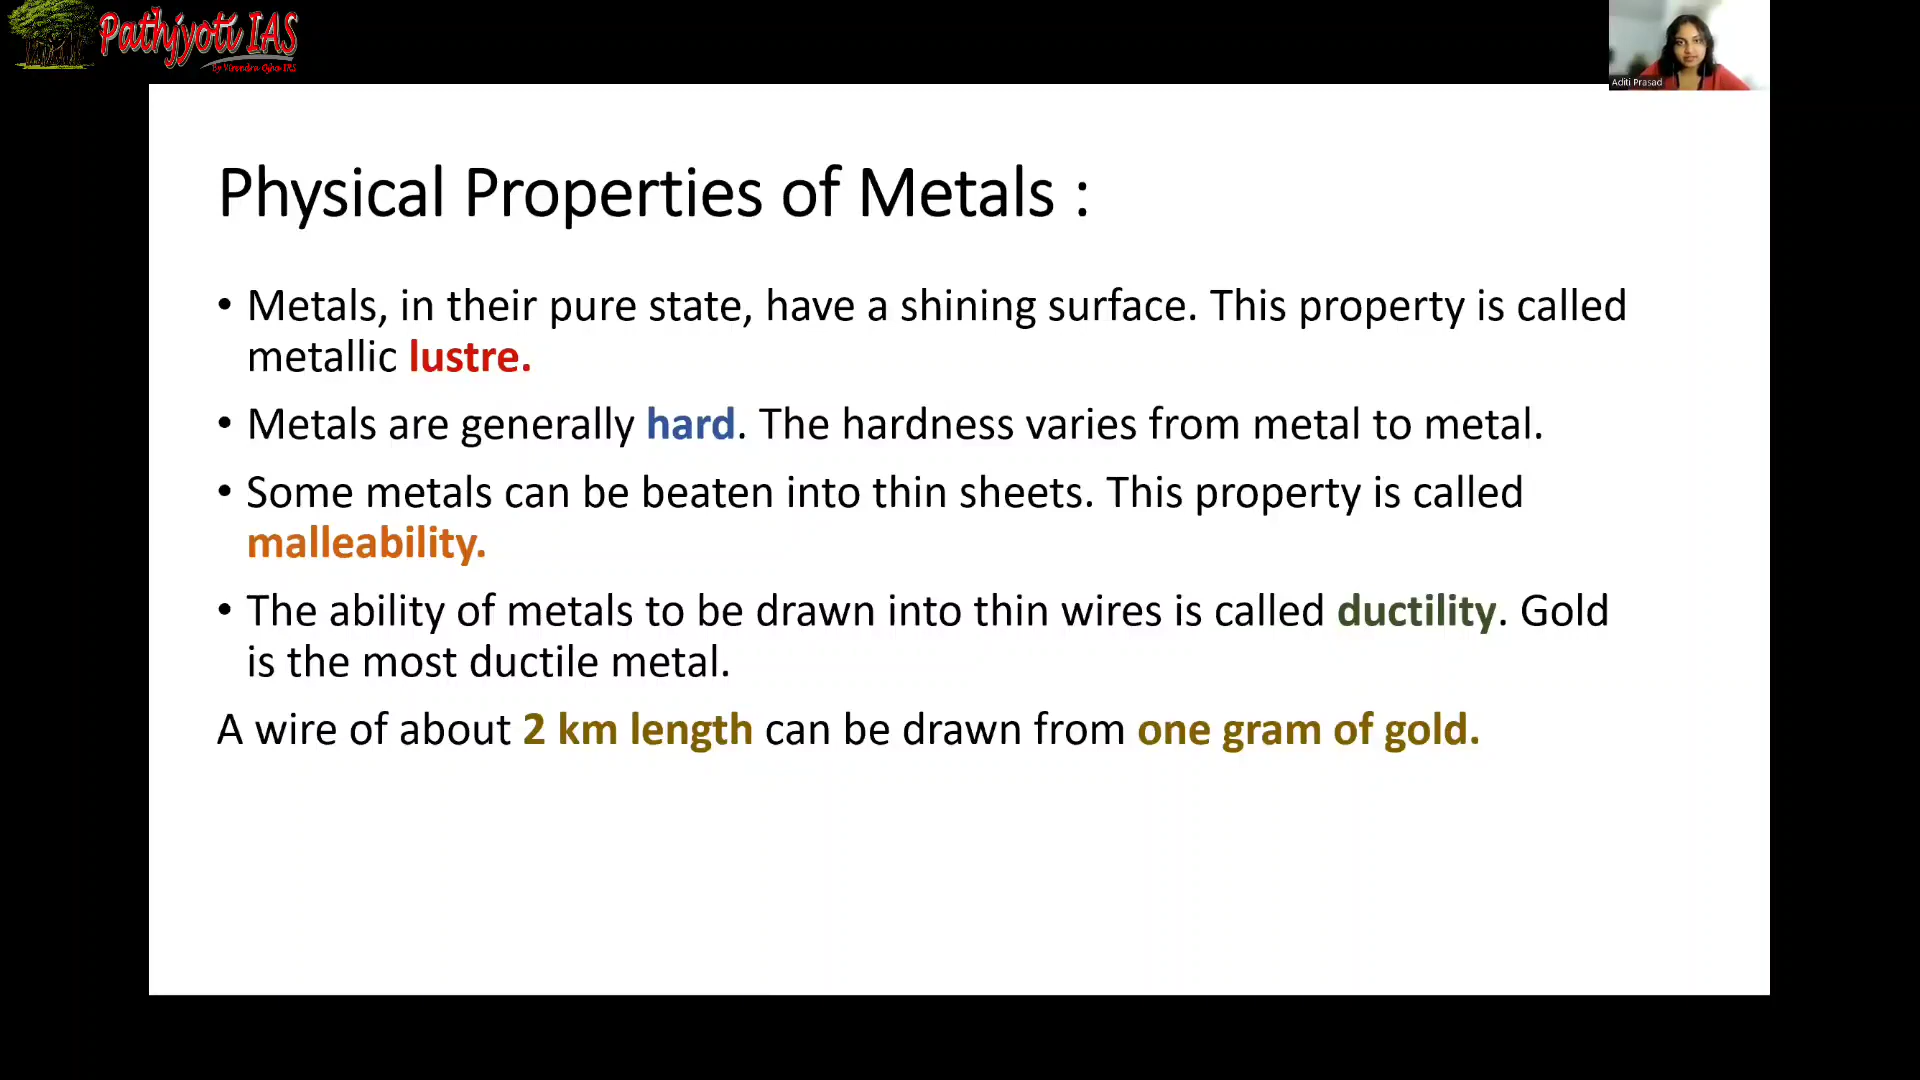 Pathjyoti IAS
By Virendra Ojha IRS
Aditi Prasad
Physical Properties of Metals :
• Metals, in their pure state, have a shining surface. This property is called
metallic lustre.
• Metals are generally hard. The hardness varies from metal to metal.
• Some metals can be beaten into thin sheets. This property is called
malleability.
• The ability of metals to be drawn into thin wires is called ductility. Gold
is the most ductile metal.
A wire of about 2 km length can be drawn from one gram of gold.